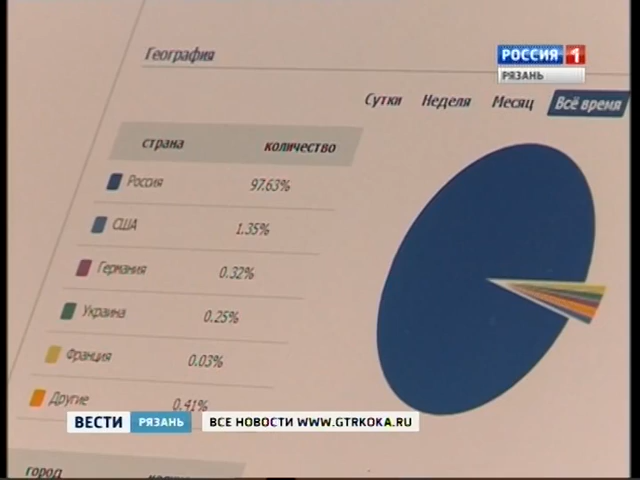 География
РОССИЯ 1
РЯЗАНЬ
Сутки Неделя Месяц Всё время
страна количество
Россия 97.63%
США 1.35%
Германия 0.32%
Украина 0.25%
Франция 0.03%
Другие 0.41%
ВЕСТИ РЯЗАНЬ ВСЕ НОВОСТИ WWW.GTRKOKA.RU
город